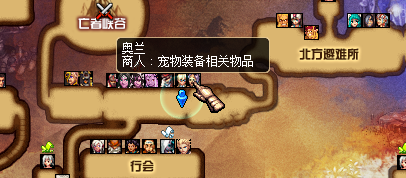 亡者峡谷
奥兰
商人：宠物装备相关物品
北方避难所
行会